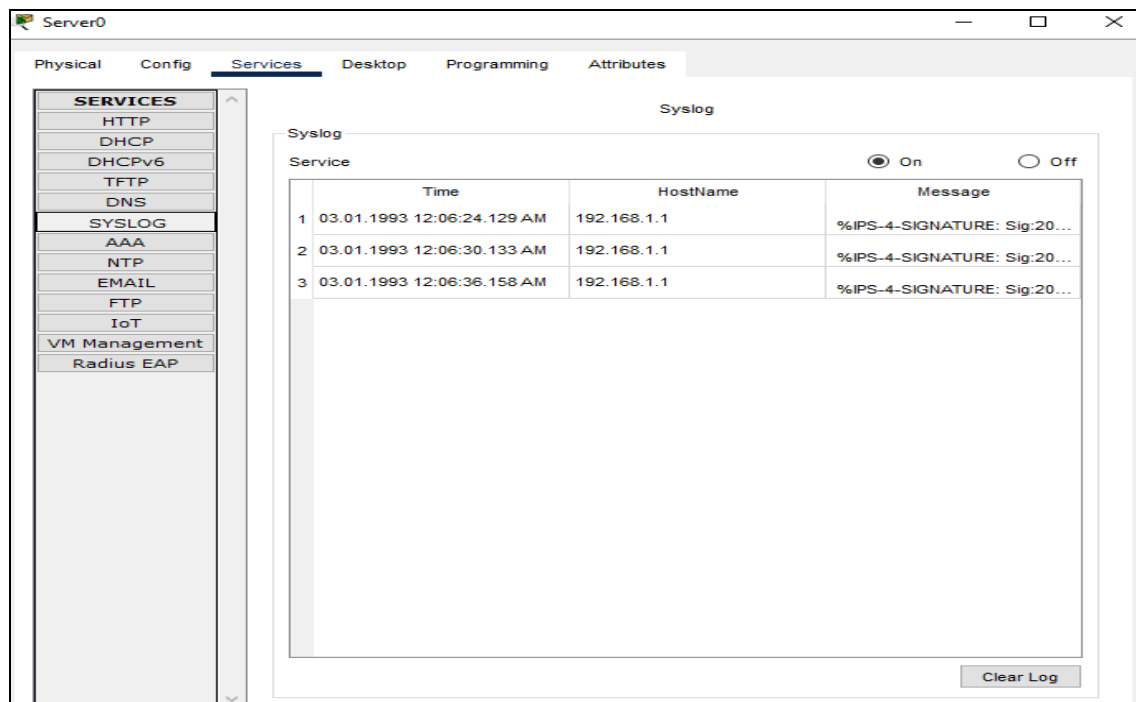 Server0
Physical Config Services Desktop Programming Attributes
SERVICES
HTTP
DHCP
DHCPv6
TFTP
DNS
SYSLOG
AAA
NTP
EMAIL
FTP
IoT
VM Management
Radius EAP
Syslog
Syslog
Service On Off
Time HostName Message
1 03.01.1993 12:06:24.129 AM 192.168.1.1 %IPS-4-SIGNATURE: Sig:20...
2 03.01.1993 12:06:30.133 AM 192.168.1.1 %IPS-4-SIGNATURE: Sig:20...
3 03.01.1993 12:06:36.158 AM 192.168.1.1 %IPS-4-SIGNATURE: Sig:20...
Clear Log